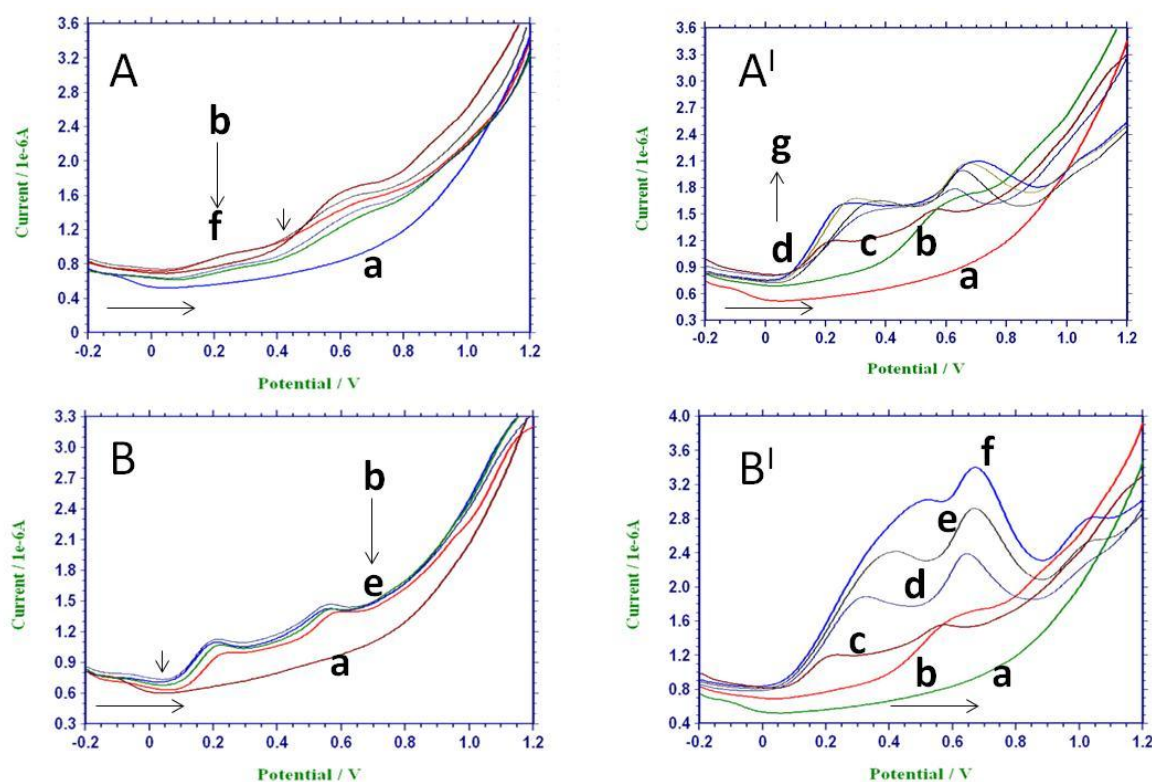 3.6
3.2
2.8
2.4
2.0
1.6
1.2
0.8
0.4
0
Current / 1e-6A
A
b
f
a
-0.2 0 0.2 0.4 0.6 0.8 1.0 1.2
Potential / V
3.6
3.3
3.0
2.7
2.4
2.1
1.8
1.5
1.2
0.9
0.6
0.3
Current / 1e-6A
A^I
g
d
c
b
a
-0.2 0 0.2 0.4 0.6 0.8 1.0 1.2
Potential / V
3.3
3.0
2.7
2.4
2.1
1.8
1.5
1.2
0.9
0.6
0.3
Current / 1e-6A
B
b
e
a
-0.2 0 0.2 0.4 0.6 0.8 1.0 1.2
Potential / V
4.0
3.6
3.2
2.8
2.4
2.0
1.6
1.2
0.8
0.4
Current / 1e-6A
B^I
f
e
d
c
b a
-0.2 0 0.2 0.4 0.6 0.8 1.0 1.2
Potential / V